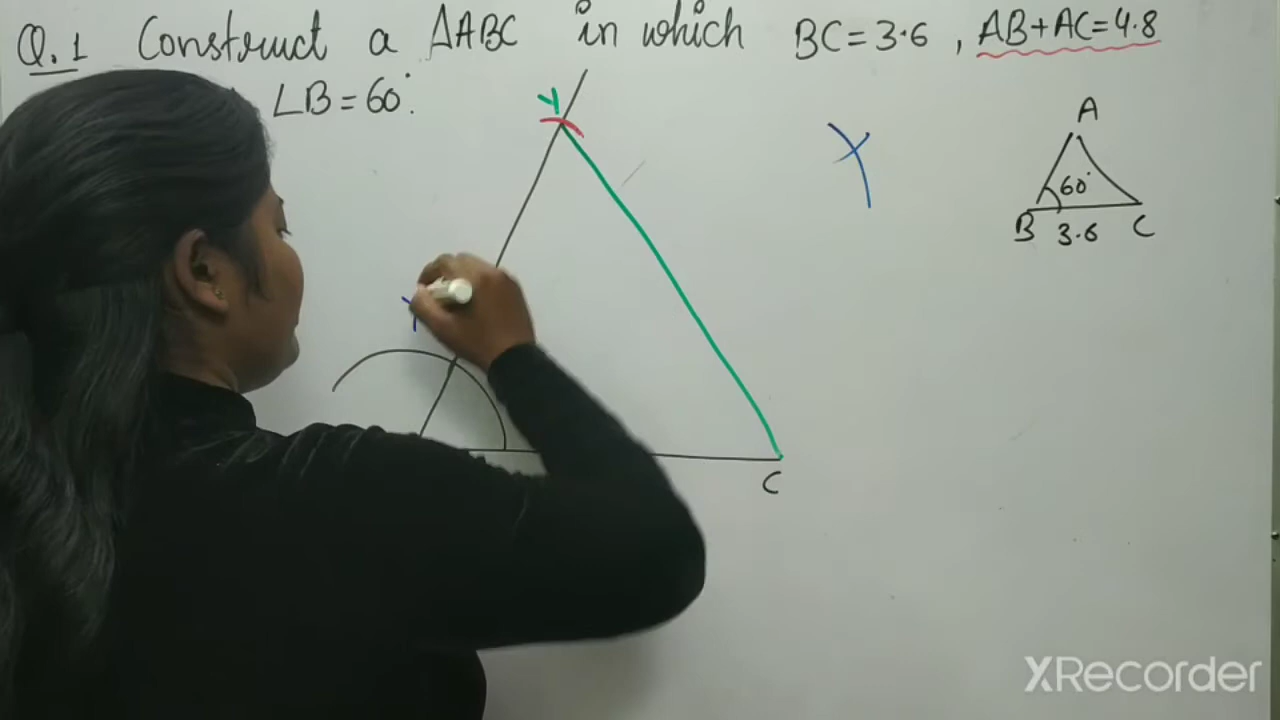 Q.1 Construct a ΔABC in which BC = 3.6 , AB+AC=4.8
∠B = 60°.
Y
A
60°
B 3.6 C
C
XRecorder